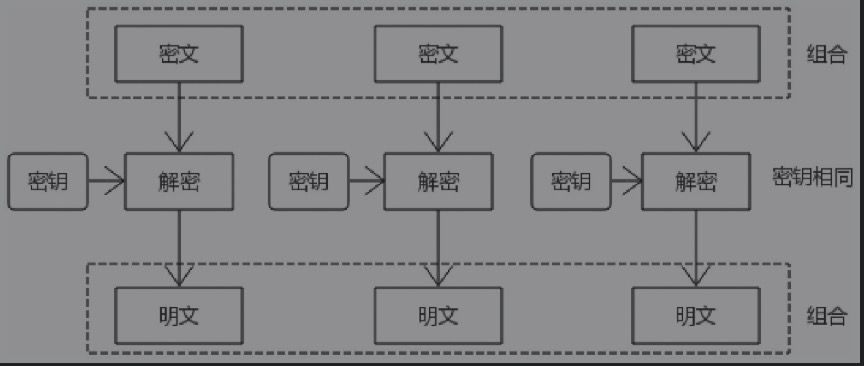 密文 密文 密文 组合
密钥 解密 密钥 解密 密钥 解密 密钥相同
明文 明文 明文 组合